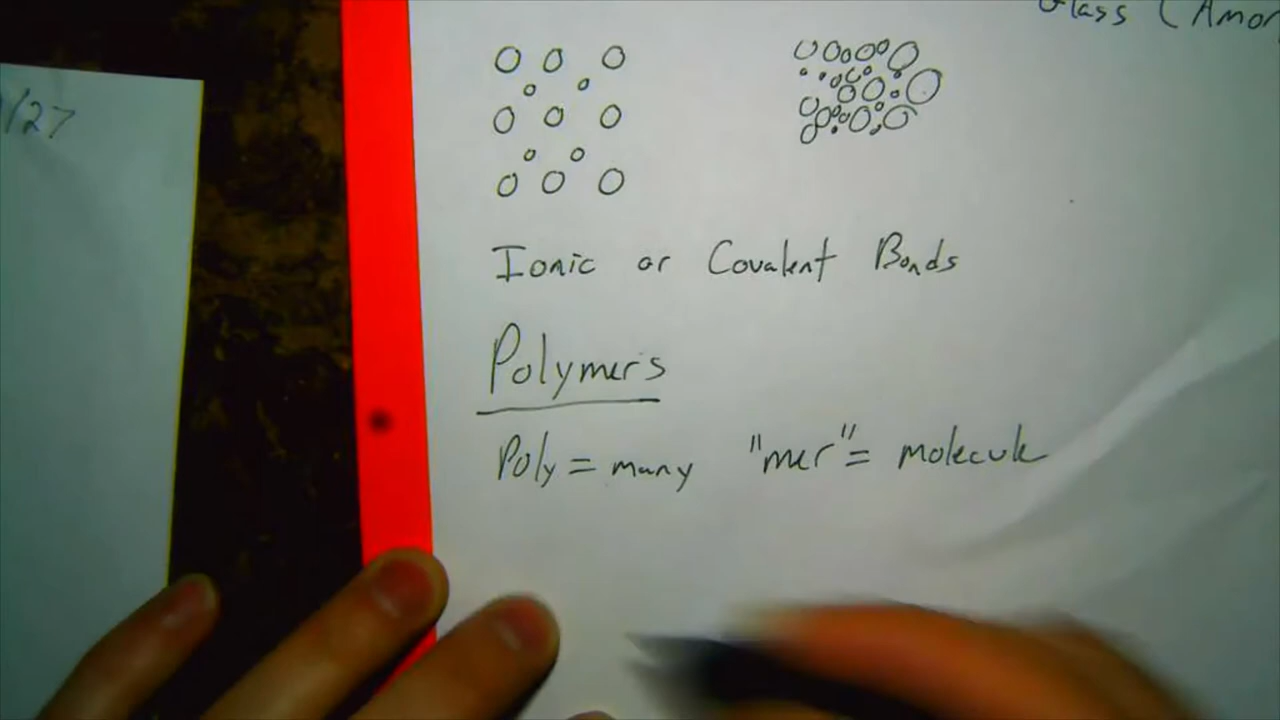 Glass (Amor
/27
Ionic or Covalent Bonds
Polymers
Poly = many "mer" = molecule